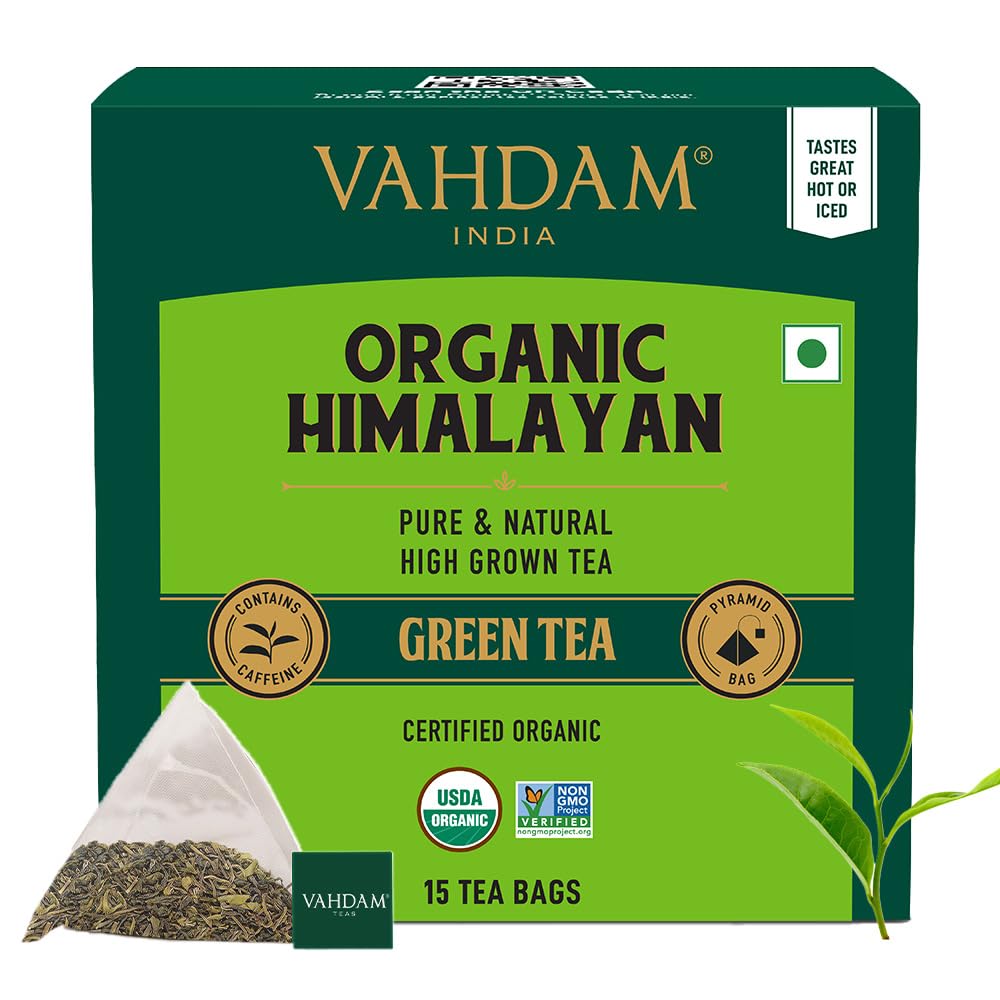 VAHDAM®
INDIA
TASTES
GREAT
HOT OR
ICED
ORGANIC
HIMALAYAN
PURE & NATURAL
HIGH GROWN TEA
CONTAINS
CAFFEINE
GREEN TEA
PYRAMID
BAG
CERTIFIED ORGANIC
USDA
ORGANIC
NON
GMO
Project
VERIFIED
nongmoproject.org
15 TEA BAGS
VAHDAM®
TEAS